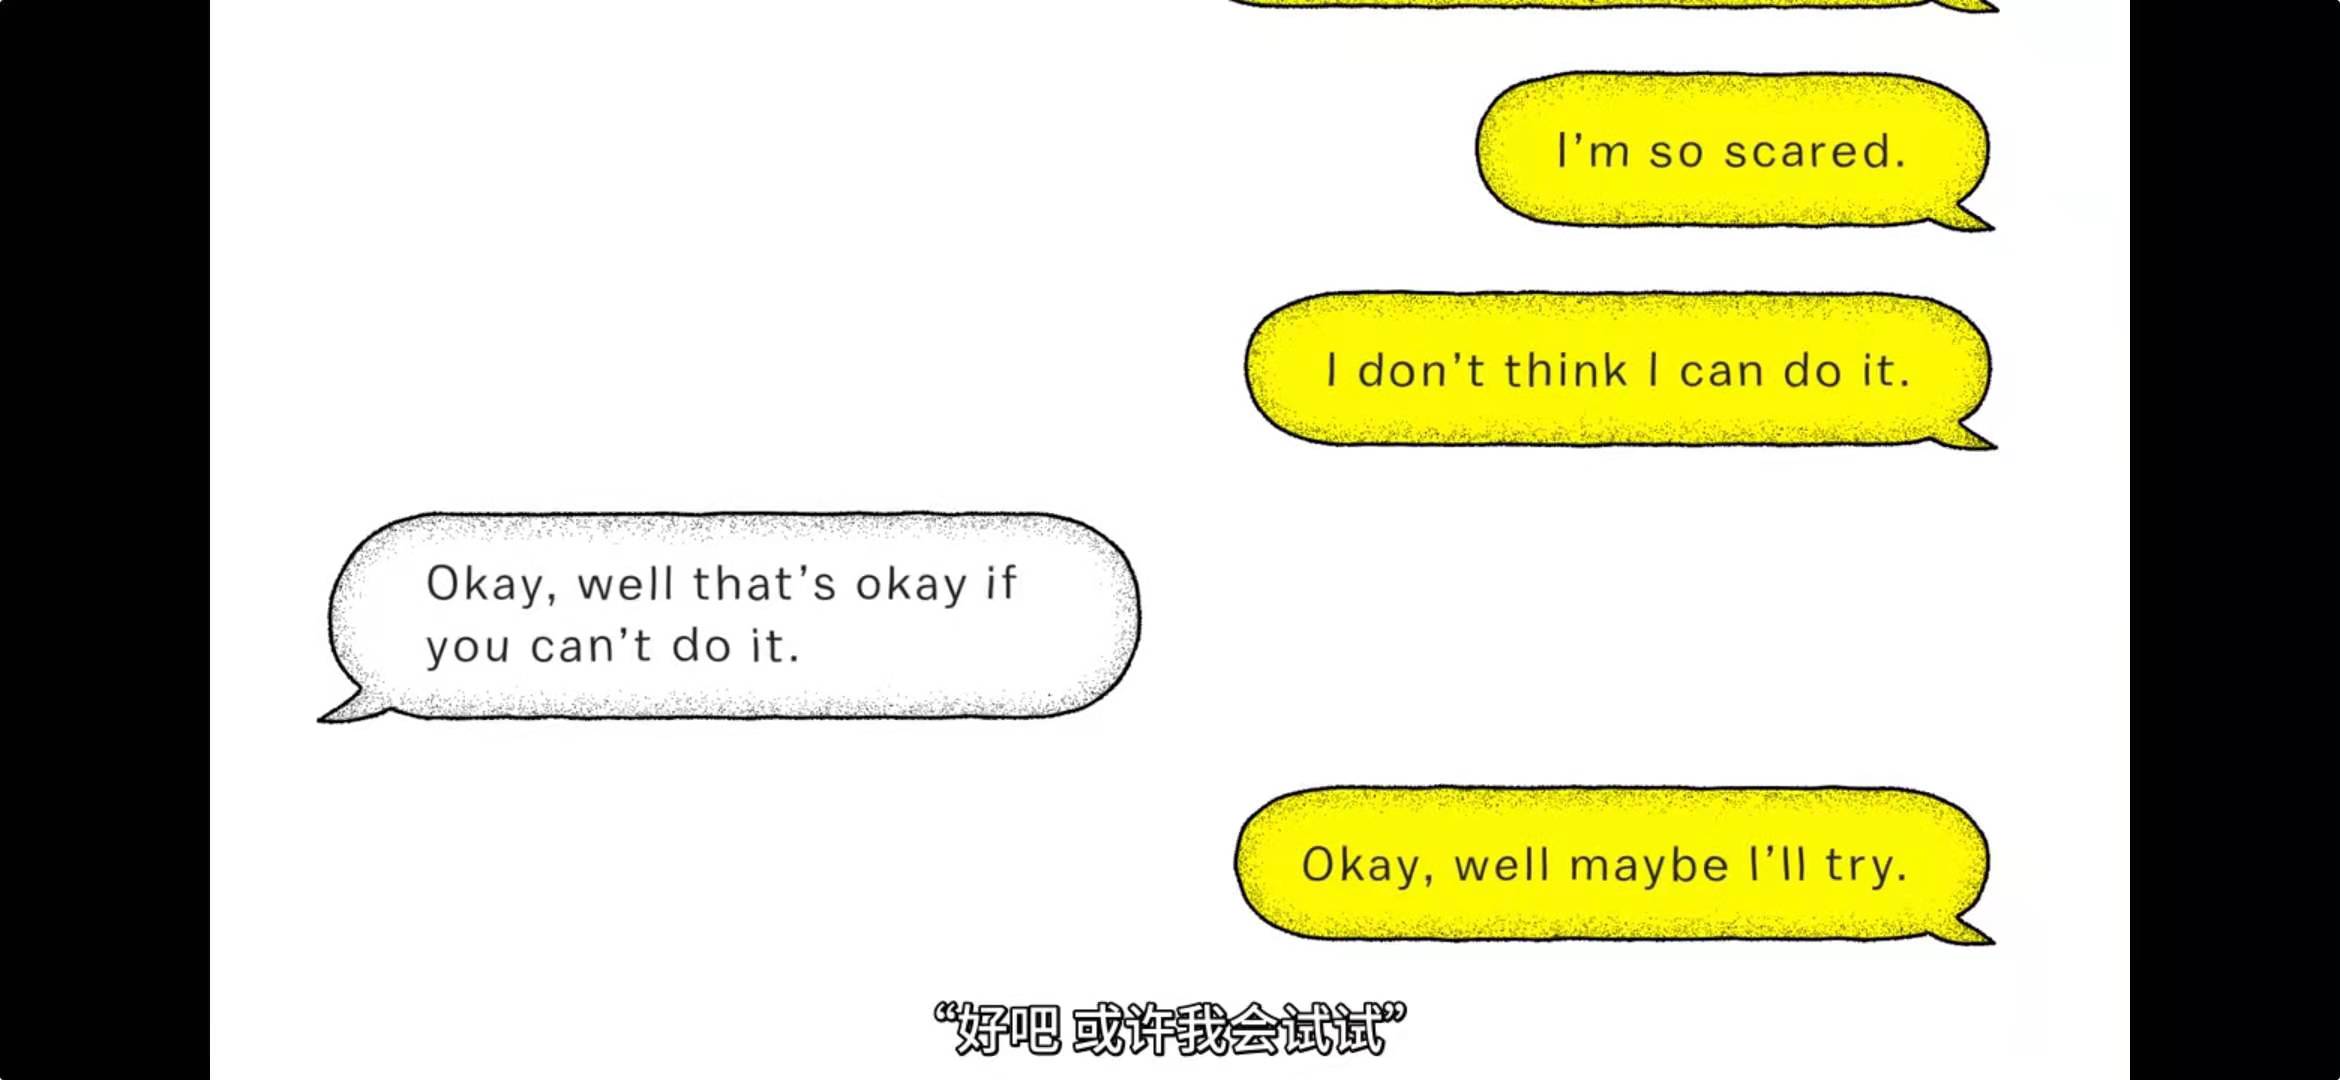 I’m so scared.
I don’t think I can do it.
Okay, well that’s okay if
you can’t do it.
Okay, well maybe I’ll try.
“好吧 或许我会试试”